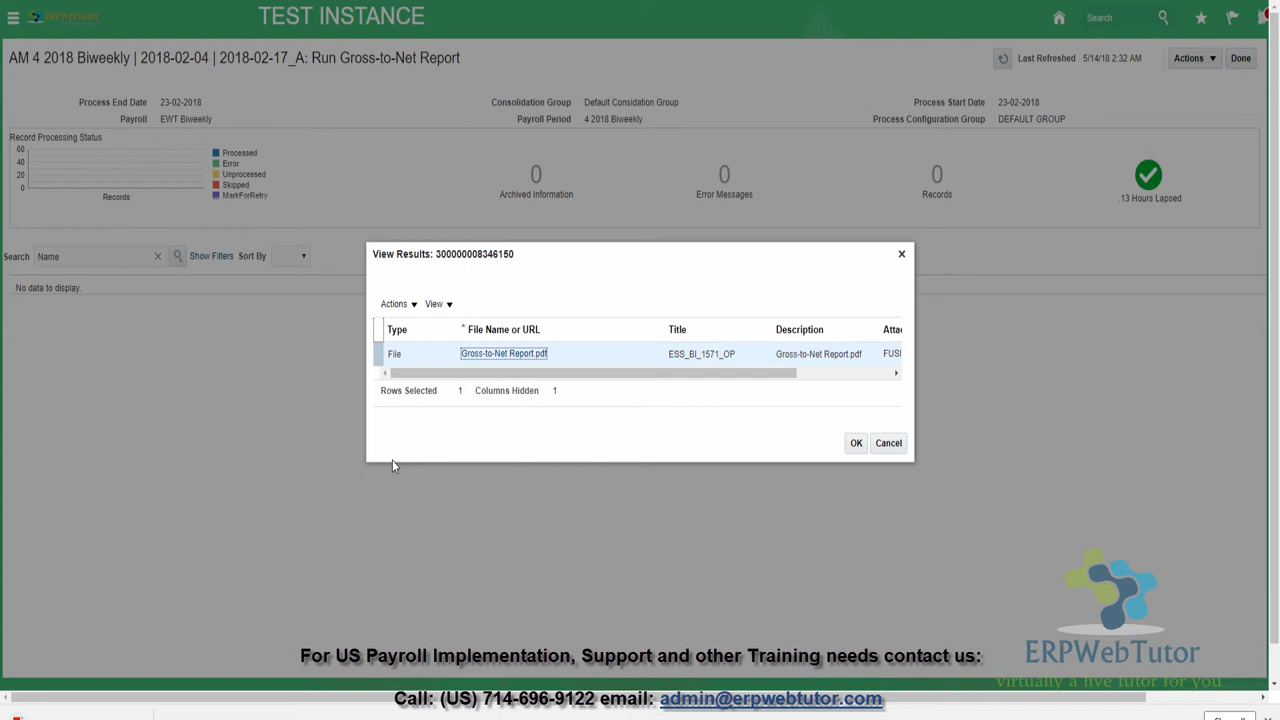 TEST INSTANCE
ERPWebTutor
Search
AM 4 2018 Biweekly | 2018-02-04 | 2018-02-17_A: Run Gross-to-Net Report
Last Refreshed 5/14/18 2:32 AM Actions Done
Process End Date 23-02-2018 Consolidation Group Default Considation Group Process Start Date 23-02-2018
Payroll EWT Biweekly Payroll Period 4 2018 Biweekly Process Configuration Group DEFAULT GROUP
Record Processing Status
60
40
20
0
Records
Processed
Error
Unprocessed
Skipped
MarkForRetry
0 0 0
Archived Information Error Messages Records .13 Hours Lapsed
Search Name Show Filters Sort By
No data to display.
View Results: 300000008346150
Actions View
Type * File Name or URL Title Description Attac
File Gross-to-Net Report.pdf ESS_BI_1571_OP Gross-to-Net Report.pdf FUSI
Rows Selected 1 Columns Hidden 1
OK Cancel
ERPWebTutor
virtually a live tutor for you
For US Payroll Implementation, Support and other Training needs contact us:
Call: (US) 714-696-9122 email: admin@erpwebtutor.com